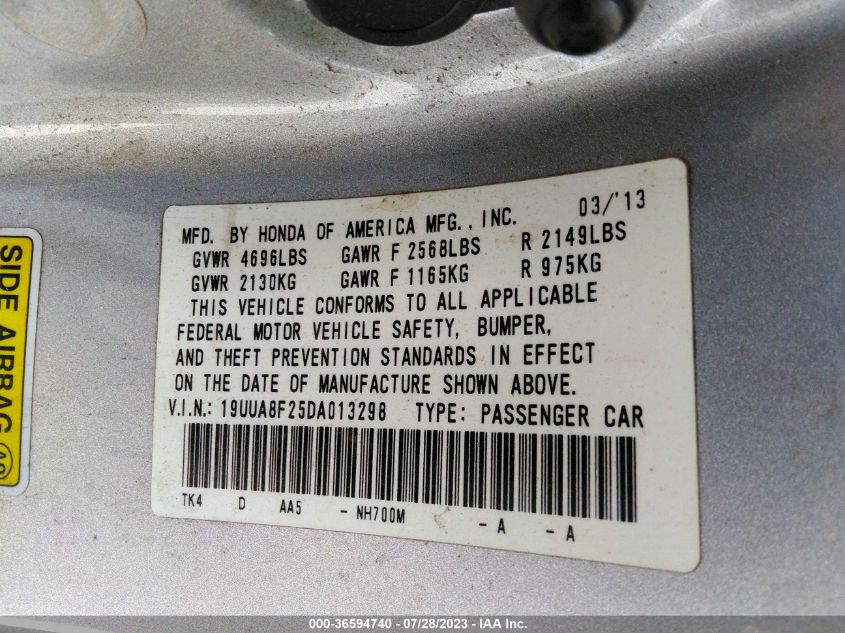 MFD. BY HONDA OF AMERICA MFG., INC. 03/'13
GVWR 4696LBS GAWR F 2568LBS R 2149LBS
GVWR 2130KG GAWR F 1165KG R 975KG
THIS VEHICLE CONFORMS TO ALL APPLICABLE
FEDERAL MOTOR VEHICLE SAFETY, BUMPER,
AND THEFT PREVENTION STANDARDS IN EFFECT
ON THE DATE OF MANUFACTURE SHOWN ABOVE.
V.I.N.: 19UUA8F25DA013298 TYPE: PASSENGER CAR
TK4 D AA5 - NH700M - A - A
SIDE AIRBAG
000-36594740 - 07/28/2023 - IAA Inc.